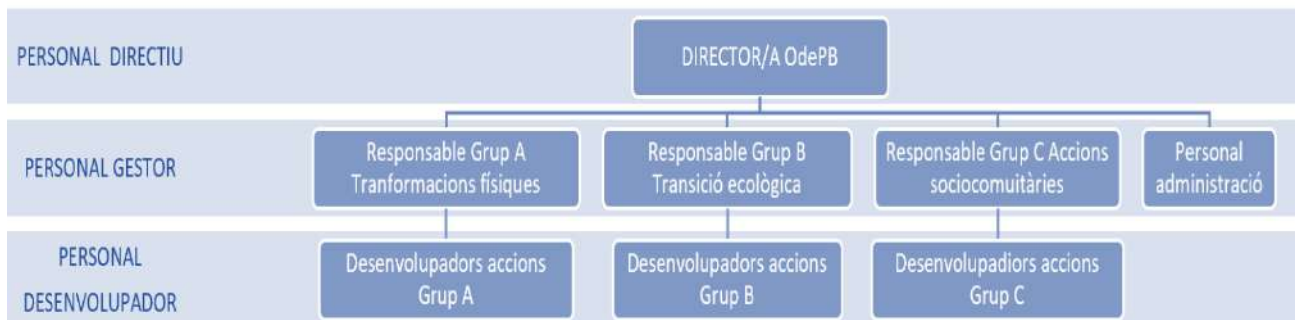 PERSONAL DIRECTIU
DIRECTOR/A OdePB
PERSONAL GESTOR
Responsable Grup A
Tranformacions físiques
Responsable Grup B
Transició ecològica
Responsable Grup C Accions
sociocomuitàries
Personal
administració
PERSONAL
DESENVOLUPADOR
Desenvolupadors accions
Grup A
Desenvolupadors accions
Grup B
Desenvolupadiors accions
Grup C